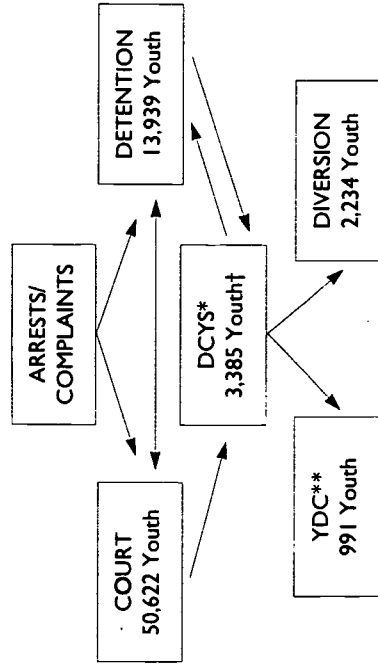 ARRESTS/
COMPLAINTS
COURT
50,622 Youth
DETENTION
13,939 Youth
DCYS*
3,385 Youth†
YDC**
991 Youth
DIVERSION
2,234 Youth